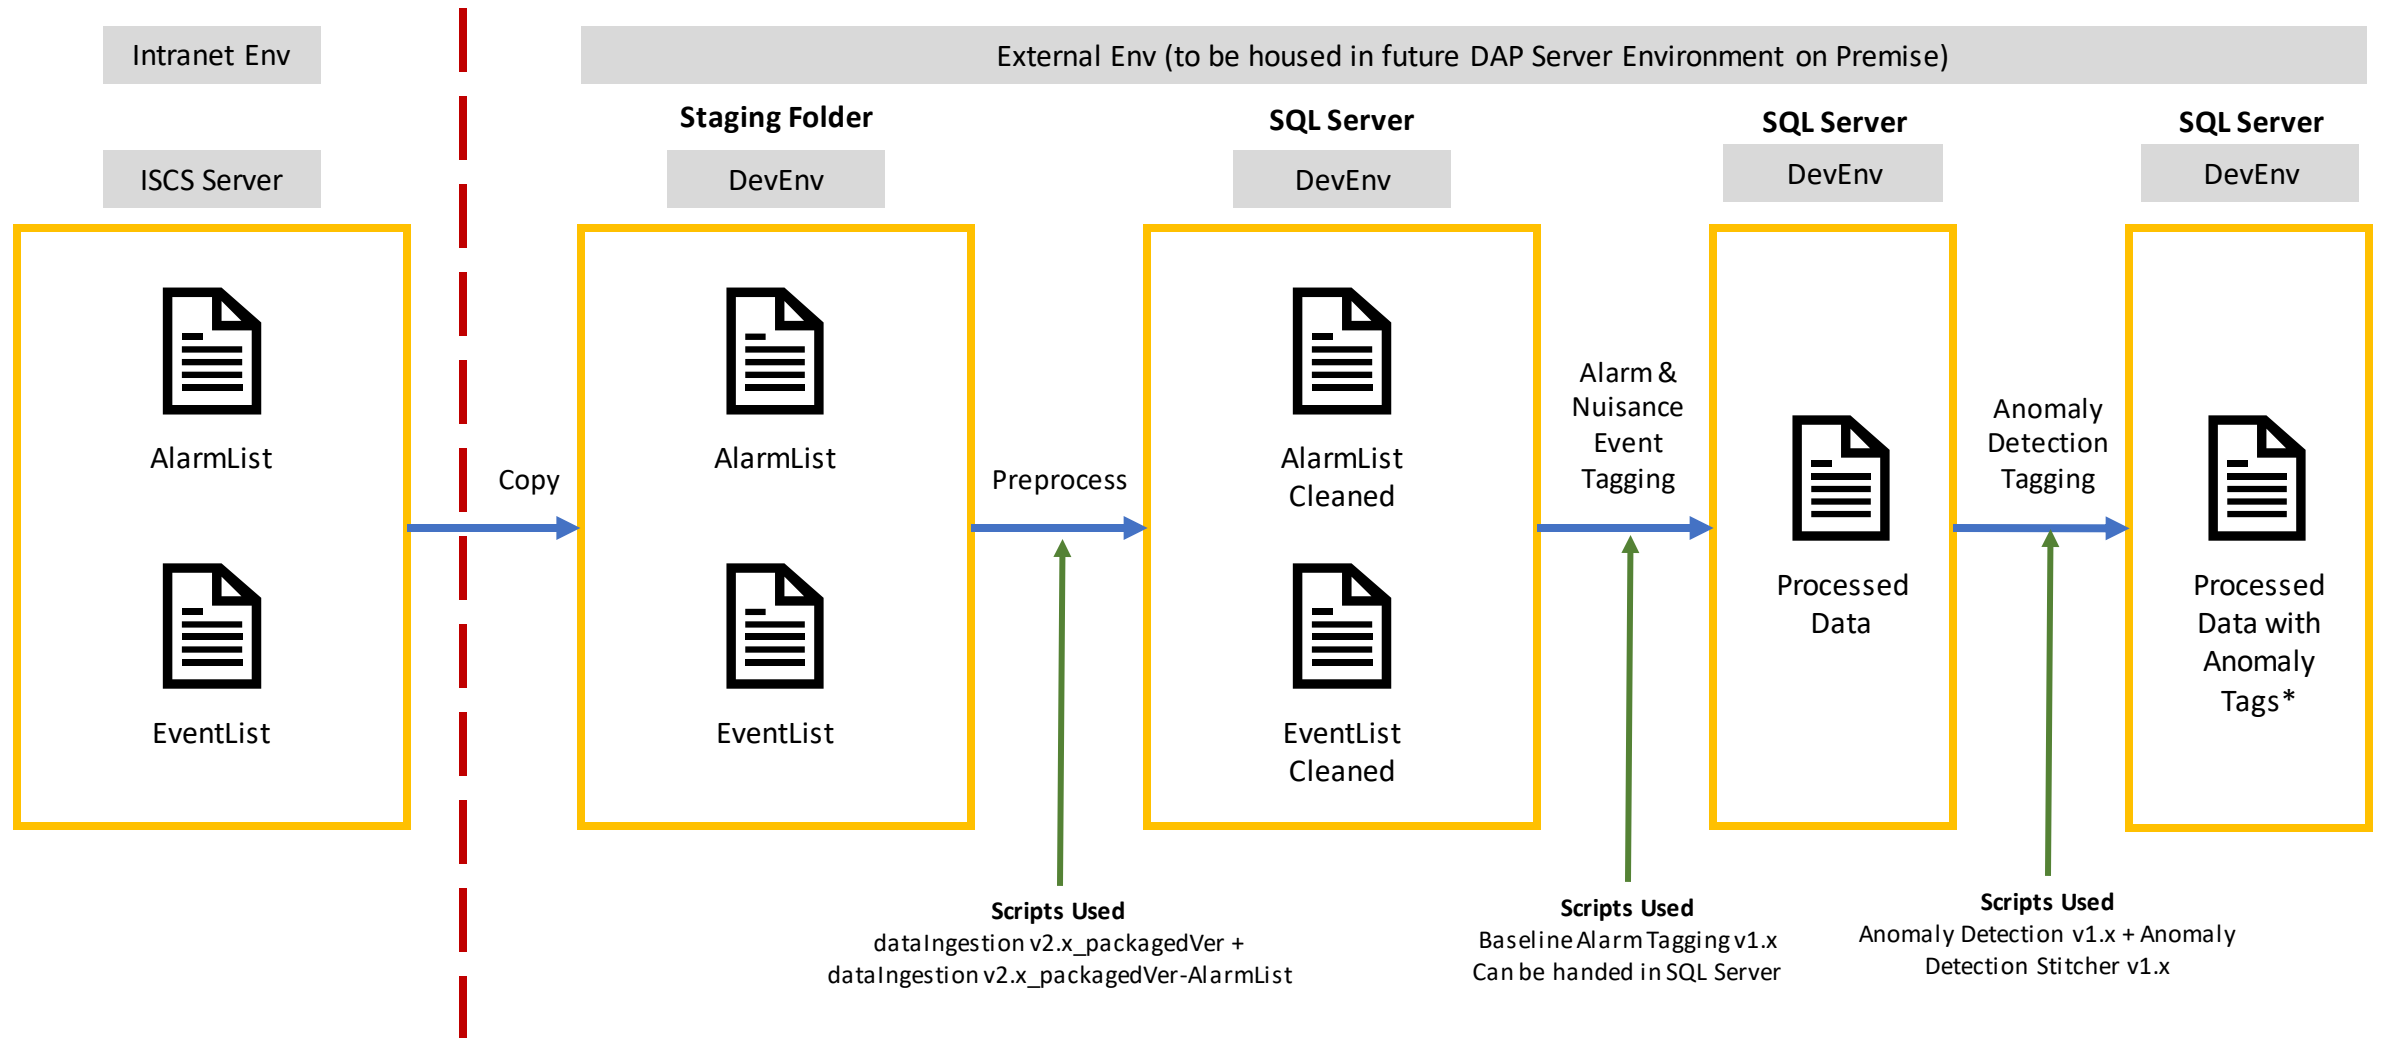 Intranet Env
External Env (to be housed in future DAP Server Environment on Premise)
Staging Folder
SQL Server
SQL Server
SQL Server
ISCS Server
DevEnv
DevEnv
DevEnv
DevEnv
AlarmList
EventList
Copy
AlarmList
EventList
Preprocess
AlarmList
Cleaned
EventList
Cleaned
Alarm &
Nuisance
Event
Tagging
Processed
Data
Anomaly
Detection
Tagging
Processed
Data with
Anomaly
Tags*
Scripts Used
dataIngestion v2.x_packagedVer +
dataIngestion v2.x_packagedVer-AlarmList
Scripts Used
Baseline Alarm Tagging v1.x
Can be handed in SQL Server
Scripts Used
Anomaly Detection v1.x + Anomaly
Detection Stitcher v1.x